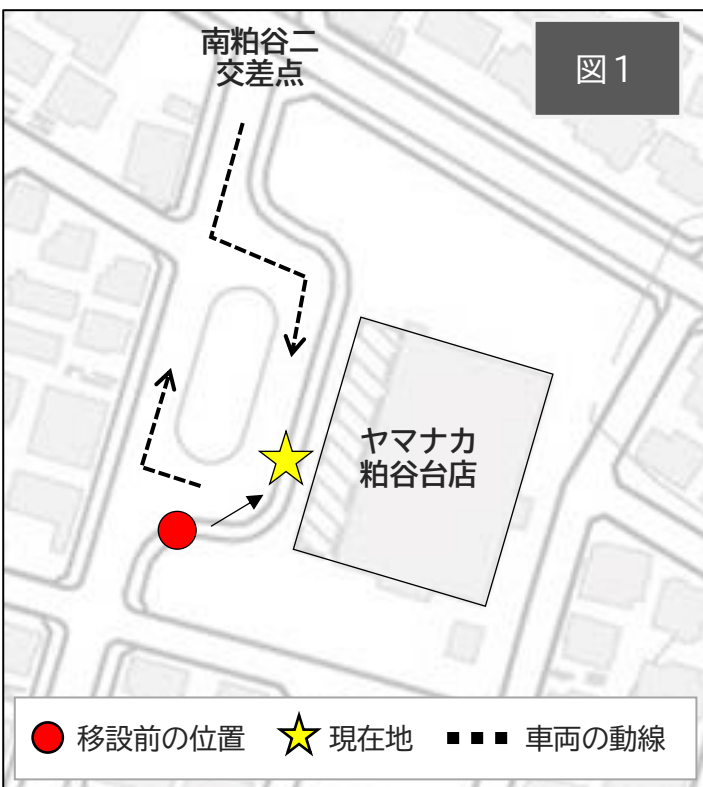 南粕谷二
交差点
図1
ヤマナカ
粕谷台店
移設前の位置
現在地
車両の動線